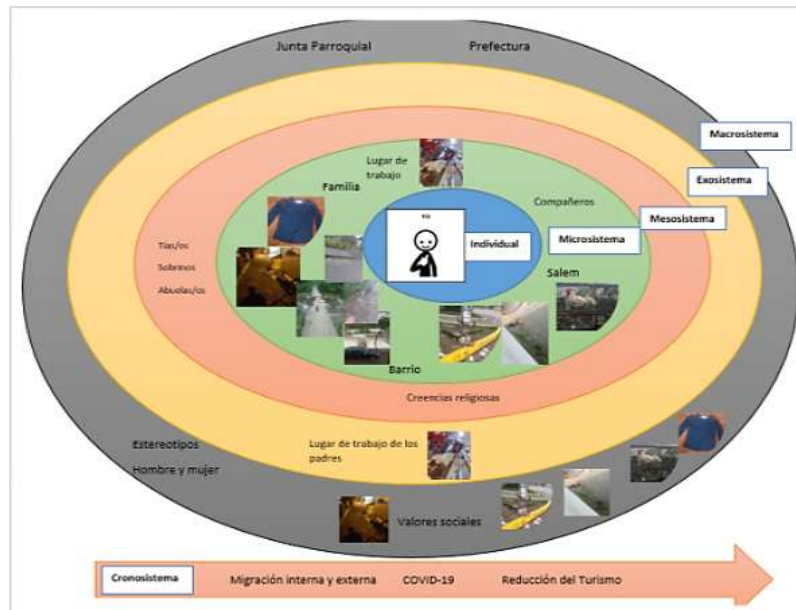 Junta Parroquial
Prefectura
Macrosistema
Exosistema
Mesosistema
Lugar de
trabajo
Familia
Compañeros
YO
Individual
Microsistema
Tías/os
Sobrinos
Abuelas/os
Salem
Barrio
Creencias religiosas
Estereotipos
Hombre y mujer
Lugar de trabajo de los
padres
Valores sociales
Cronosistema
Migración interna y externa
COVID-19
Reducción del Turismo